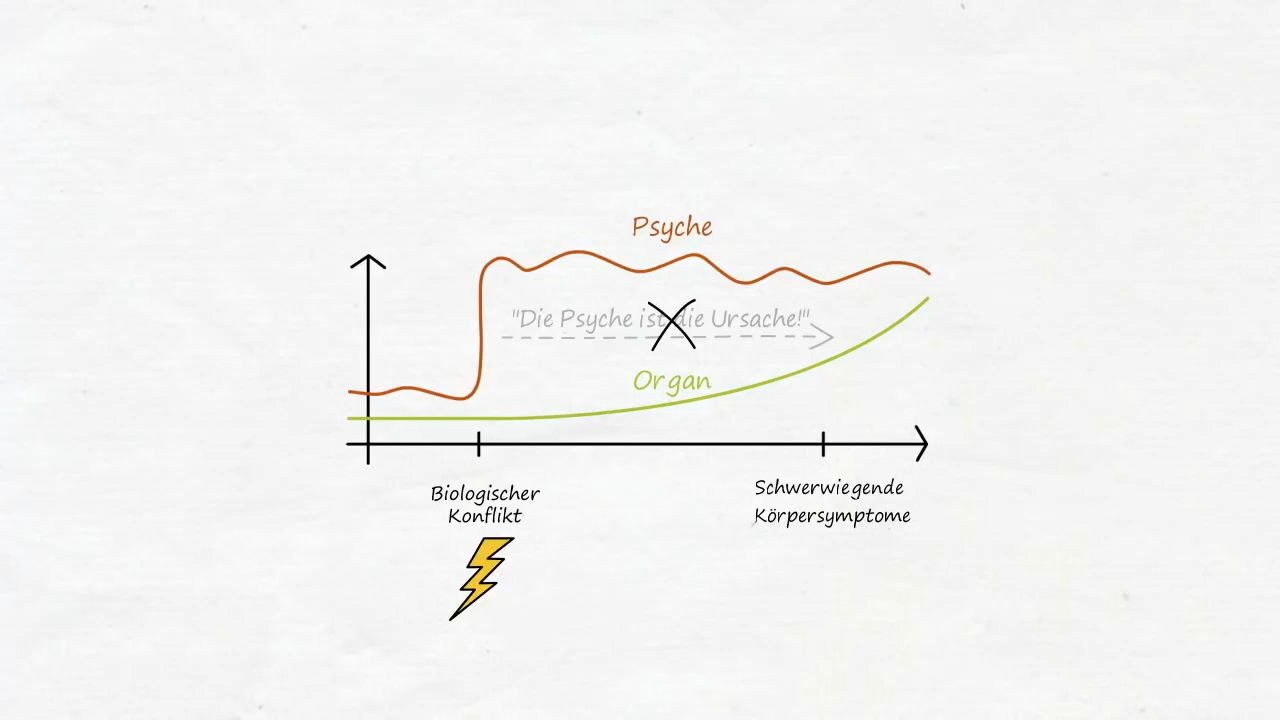 Psyche
"Die Psyche ist die Ursache!"
Organ
Biologischer
Konflikt
Schwerwiegende
Körpersymptome